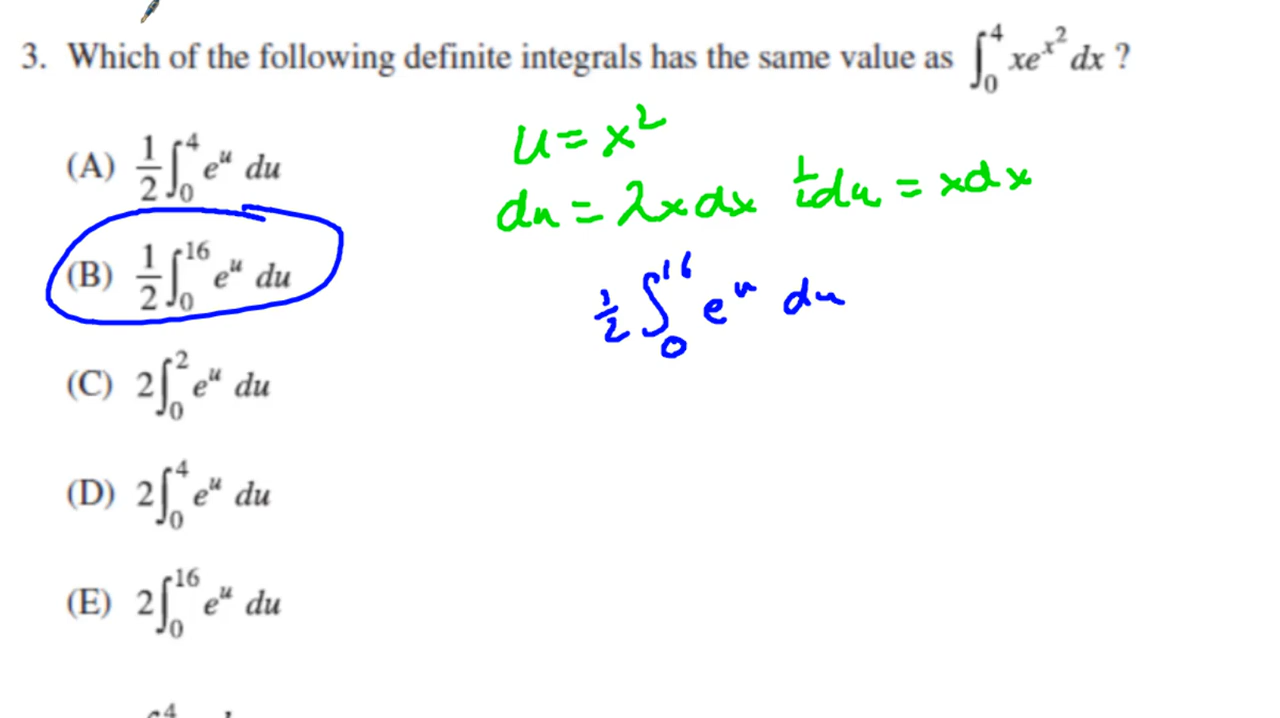 3. Which of the following definite integrals has the same value as ∫₀⁴ xe^{x²} dx ?
u = x²
(A) 1/2 ∫₀⁴ e^u du
du = 2x dx 1/2 du = x dx
(B) 1/2 ∫₀¹⁶ e^u du
1/2 ∫₀¹⁶ e^u du
(C) 2∫₀² e^u du
(D) 2∫₀⁴ e^u du
(E) 2∫₀¹⁶ e^u du